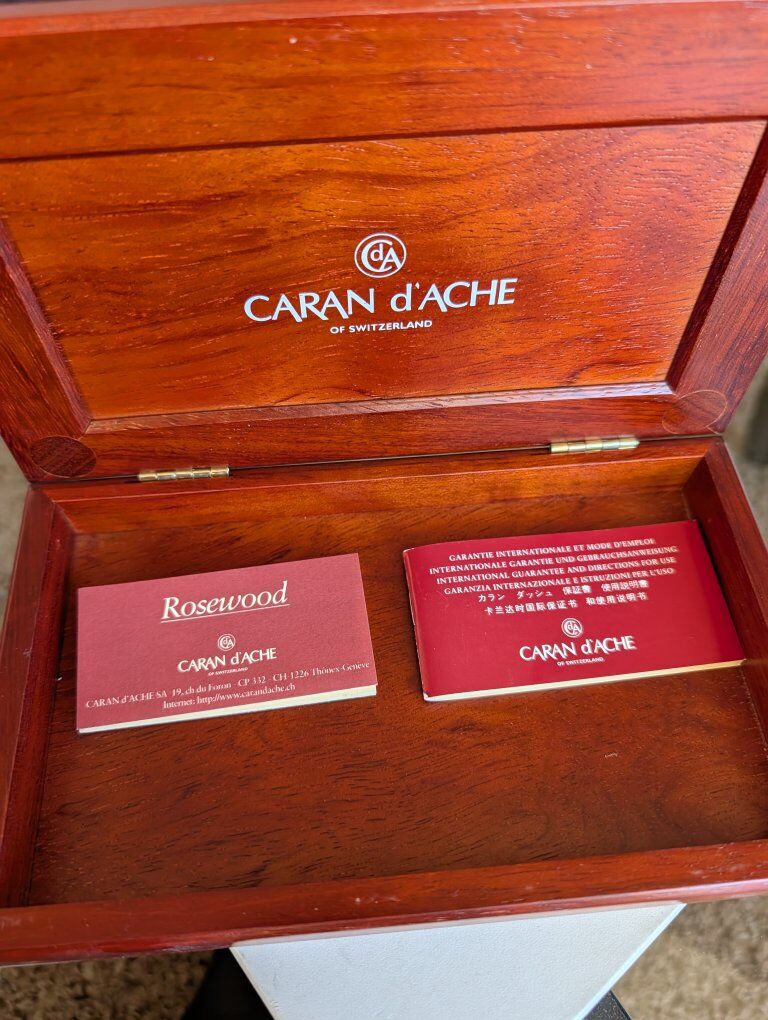 CdA
CARAN d'ACHE
OF SWITZERLAND
Rosewood
CdA
CARAN d'ACHE
OF SWITZERLAND
CARAN d'ACHE SA 19, ch du Foron - CP 332 - CH-1226 Thônex-Genève
Internet: http://www.carandache.ch
GARANTIE INTERNATIONALE ET MODE D'EMPLOI
INTERNATIONALE GARANTIE UND GEBRAUCHSANWEISUNG
INTERNATIONAL GUARANTEE AND DIRECTIONS FOR USE
GARANZIA INTERNAZIONALE E ISTRUZIONI PER L'USO
カラン ダッシュ 保証書 使用説明書
卡兰达时国际保证书 和使用说明书
CdA
CARAN d'ACHE
OF SWITZERLAND